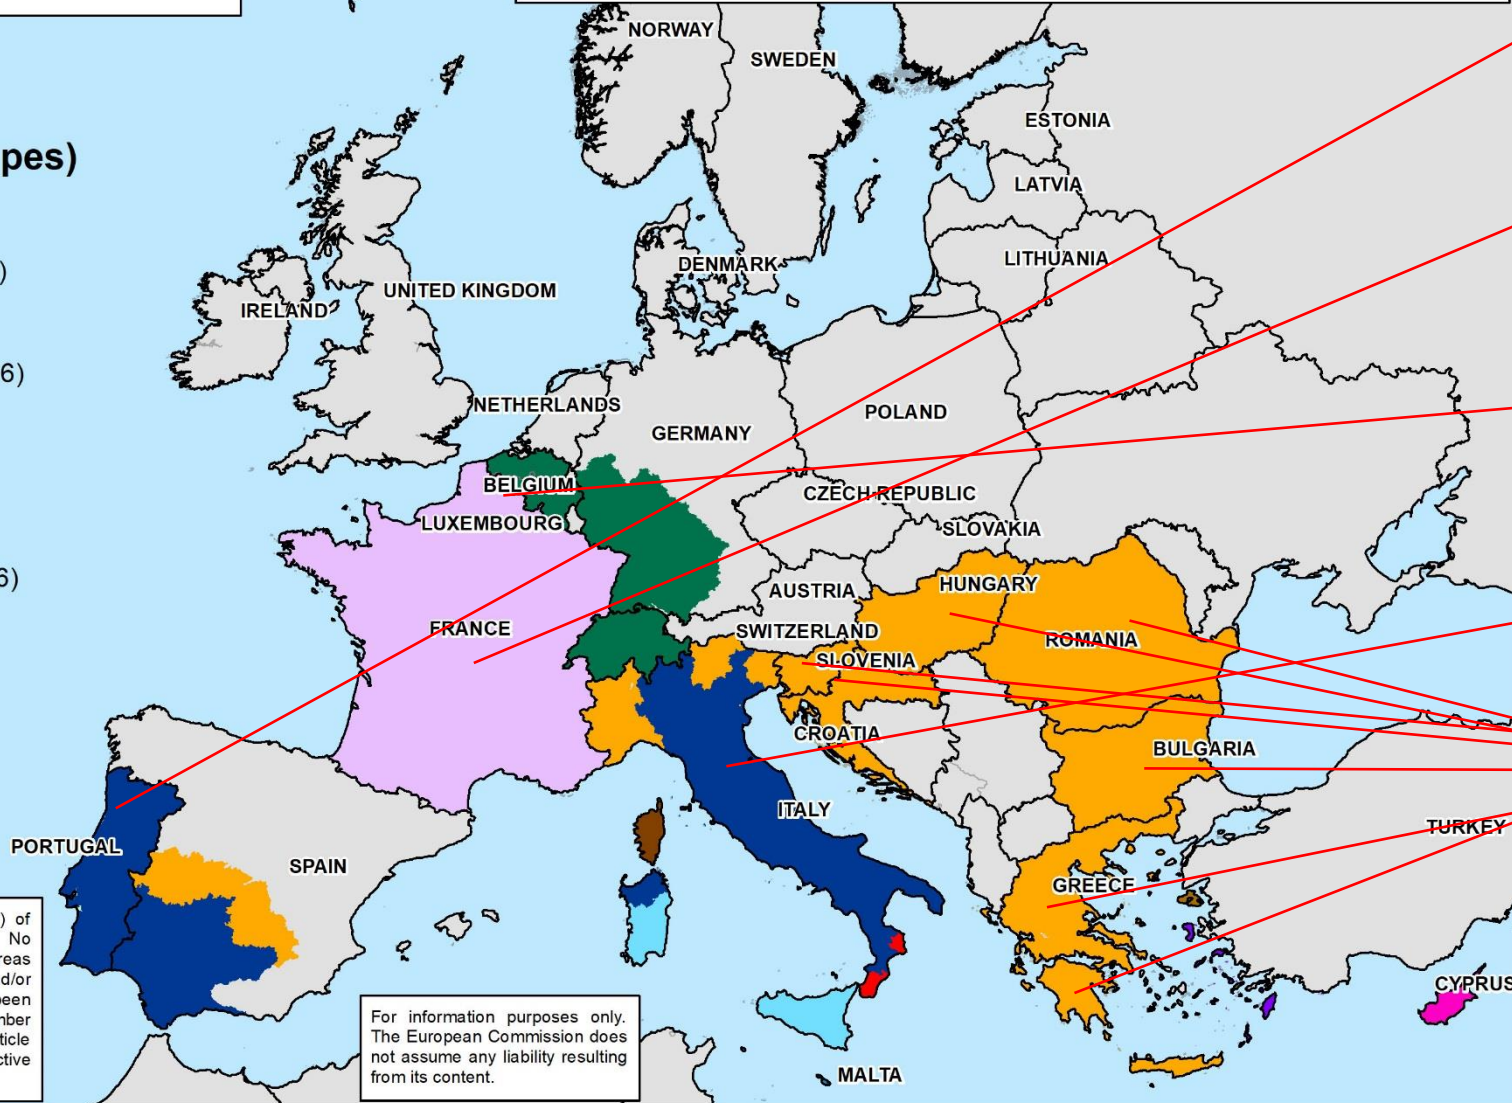 NORWAY
SWEDEN
ESTONIA
pes)
LATVIA
)
LITHUANIA
DENMARK
UNITED KINGDOM
IRELAND
6)
NETHERLANDS
POLAND
GERMANY
BELGIUM
CZECH REPUBLIC
LUXEMBOURG
SLOVAKIA
6)
HUNGARY
AUSTRIA
FRANCE
SWITZERLAND
ROMANIA
SLOVENIA
CROATIA
BULGARIA
ITALY
TURKEY
PORTUGAL
SPAIN
GREECE
) of
No
reas
d/or
een
nber
ticle
ctive
CYPRUS
For information purposes only.
The European Commission does
not assume any liability resulting
from its content.
MALTA